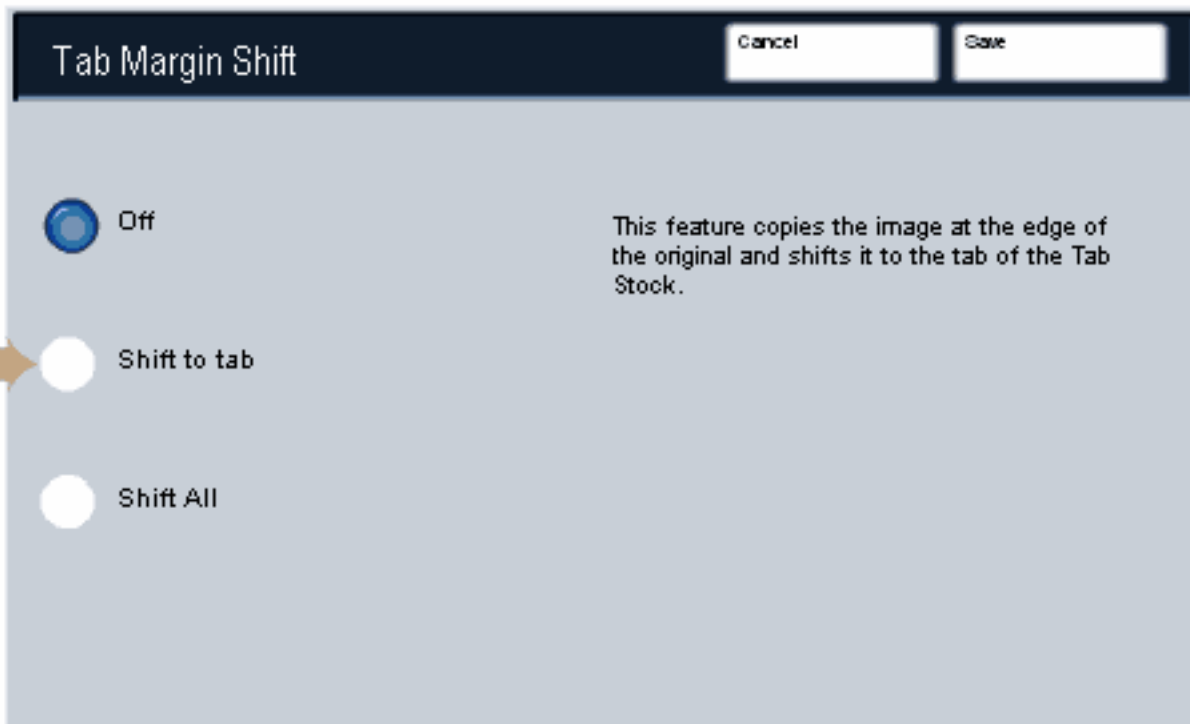 Tab Margin Shift
Cancel
Save
Off
This feature copies the image at the edge of
the original and shifts it to the tab of the Tab
Stock.
Shift to tab
Shift All